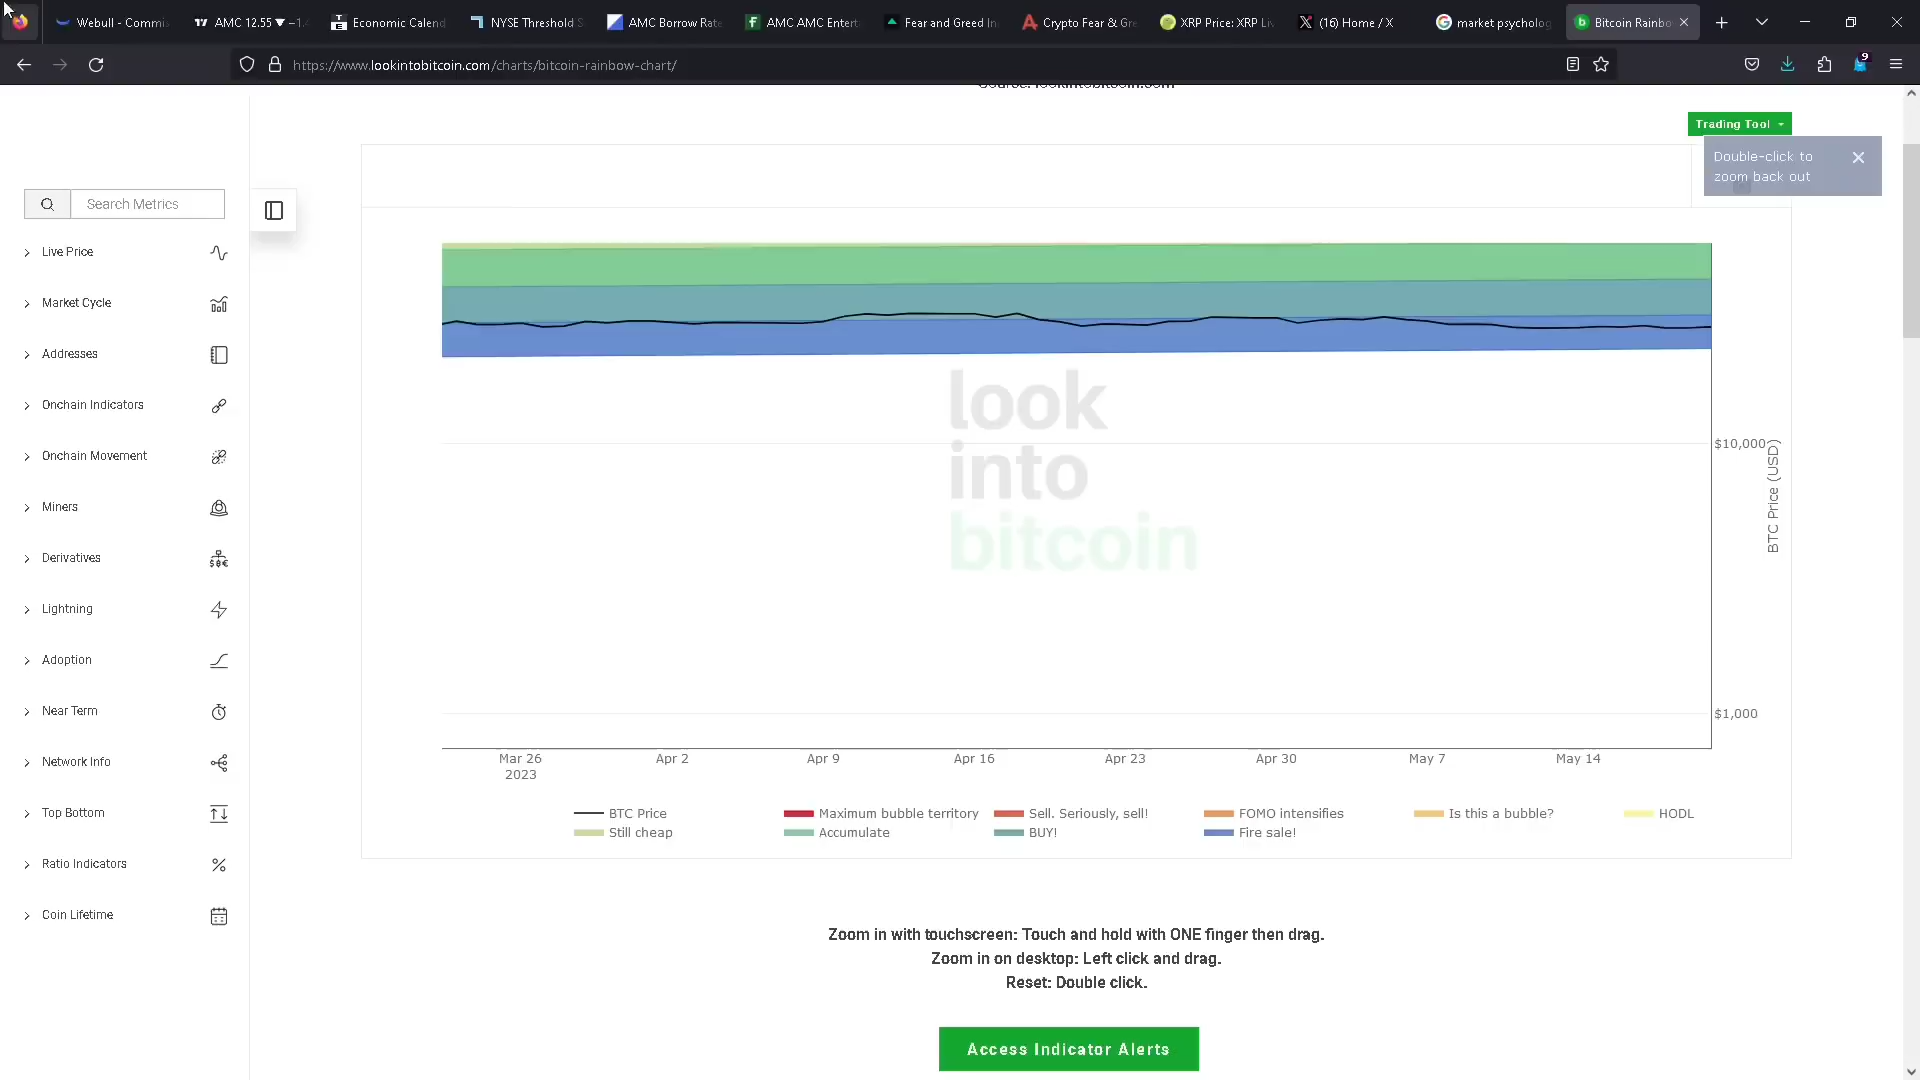 Webull - Commis
AMC 12.55 ▼ −1.4
Economic Calend
NYSE Threshold S
AMC Borrow Rate
AMC AMC Entert
Fear and Greed In
Crypto Fear & Gre
XRP Price: XRP Liv
(16) Home / X
market psycholog
Bitcoin Rainbo
https://www.lookintobitcoin.com/charts/bitcoin-rainbow-chart/
9
Source: lookintobitcoin.com
Trading Tool
Double-click to
zoom back out
Search Metrics
Live Price
Market Cycle
Addresses
Onchain Indicators
Onchain Movement
Miners
Derivatives
Lightning
Adoption
Near Term
Network Info
Top Bottom
Ratio Indicators
Coin Lifetime
look
into
bitcoin
$10,000
$1,000
BTC Price (USD)
Mar 26
2023
Apr 2
Apr 9
Apr 16
Apr 23
Apr 30
May 7
May 14
BTC Price
Maximum bubble territory
Sell. Seriously, sell!
FOMO intensifies
Is this a bubble?
HODL
Still cheap
Accumulate
BUY!
Fire sale!
Zoom in with touchscreen: Touch and hold with ONE finger then drag.
Zoom in on desktop: Left click and drag.
Reset: Double click.
Access Indicator Alerts